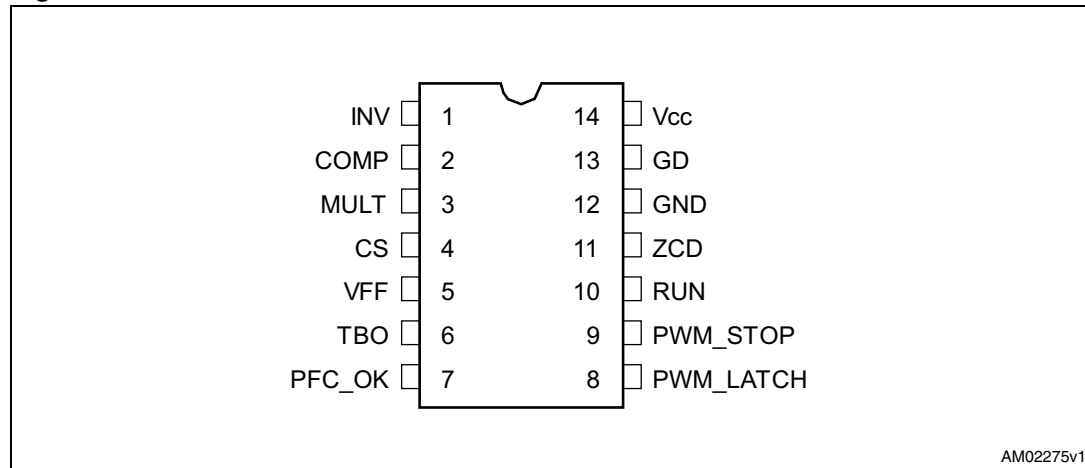 INV 1 14 Vcc
COMP 2 13 GD
MULT 3 12 GND
CS 4 11 ZCD
VFF 5 10 RUN
TBO 6 9 PWM_STOP
PFC_OK 7 8 PWM_LATCH
AM02275v1